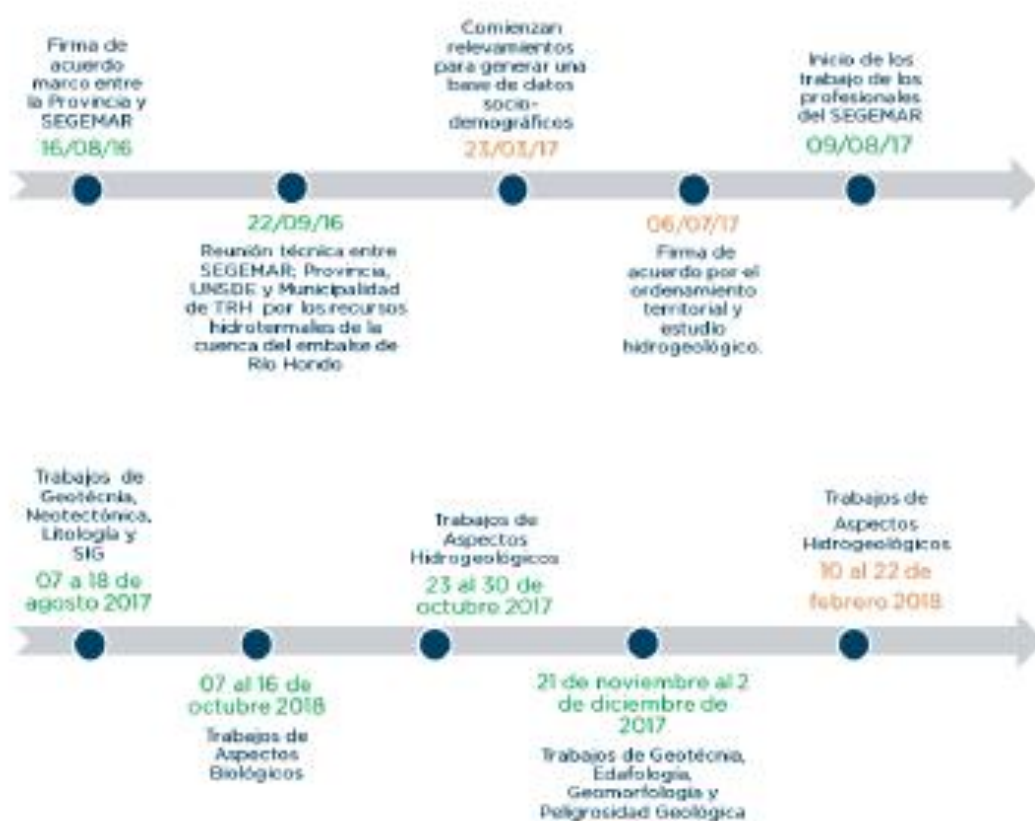 Firma de
acuerdo
marco entre
la Provincia y
SEGEMAR
16/08/16
22/09/16
Reunión técnica entre
SEGEMAR; Provincia,
UNSDE y Municipalidad
de TRH por los recursos
hidrotermales de la
cuenca del embalse de
Río Hondo
Comienzan
relevamientos
para generar una
base de datos
socio-
demográficos
23/03/17
06/07/17
Firma de
acuerdo por el
ordenamiento
territorial y
estudio
hidrogeológico.
Inicio de los
trabajo de los
profesionales
del SEGEMAR
09/08/17
Trabajos de
Geotécnia,
Neotectónica,
Litología y
SIG
07 a 18 de
agosto 2017
07 al 16 de
octubre 2018
Trabajos de
Aspectos
Biológicos
Trabajos de
Aspectos
Hidrogeológicos
23 al 30 de
octubre 2017
21 de noviembre al 2
de diciembre de
2017
Trabajos de Geotécnia,
Edafología,
Geomorfología y
Peligrosidad Geológica
Trabajos de
Aspectos
Hidrogeológicos
10 al 22 de
febrero 2018